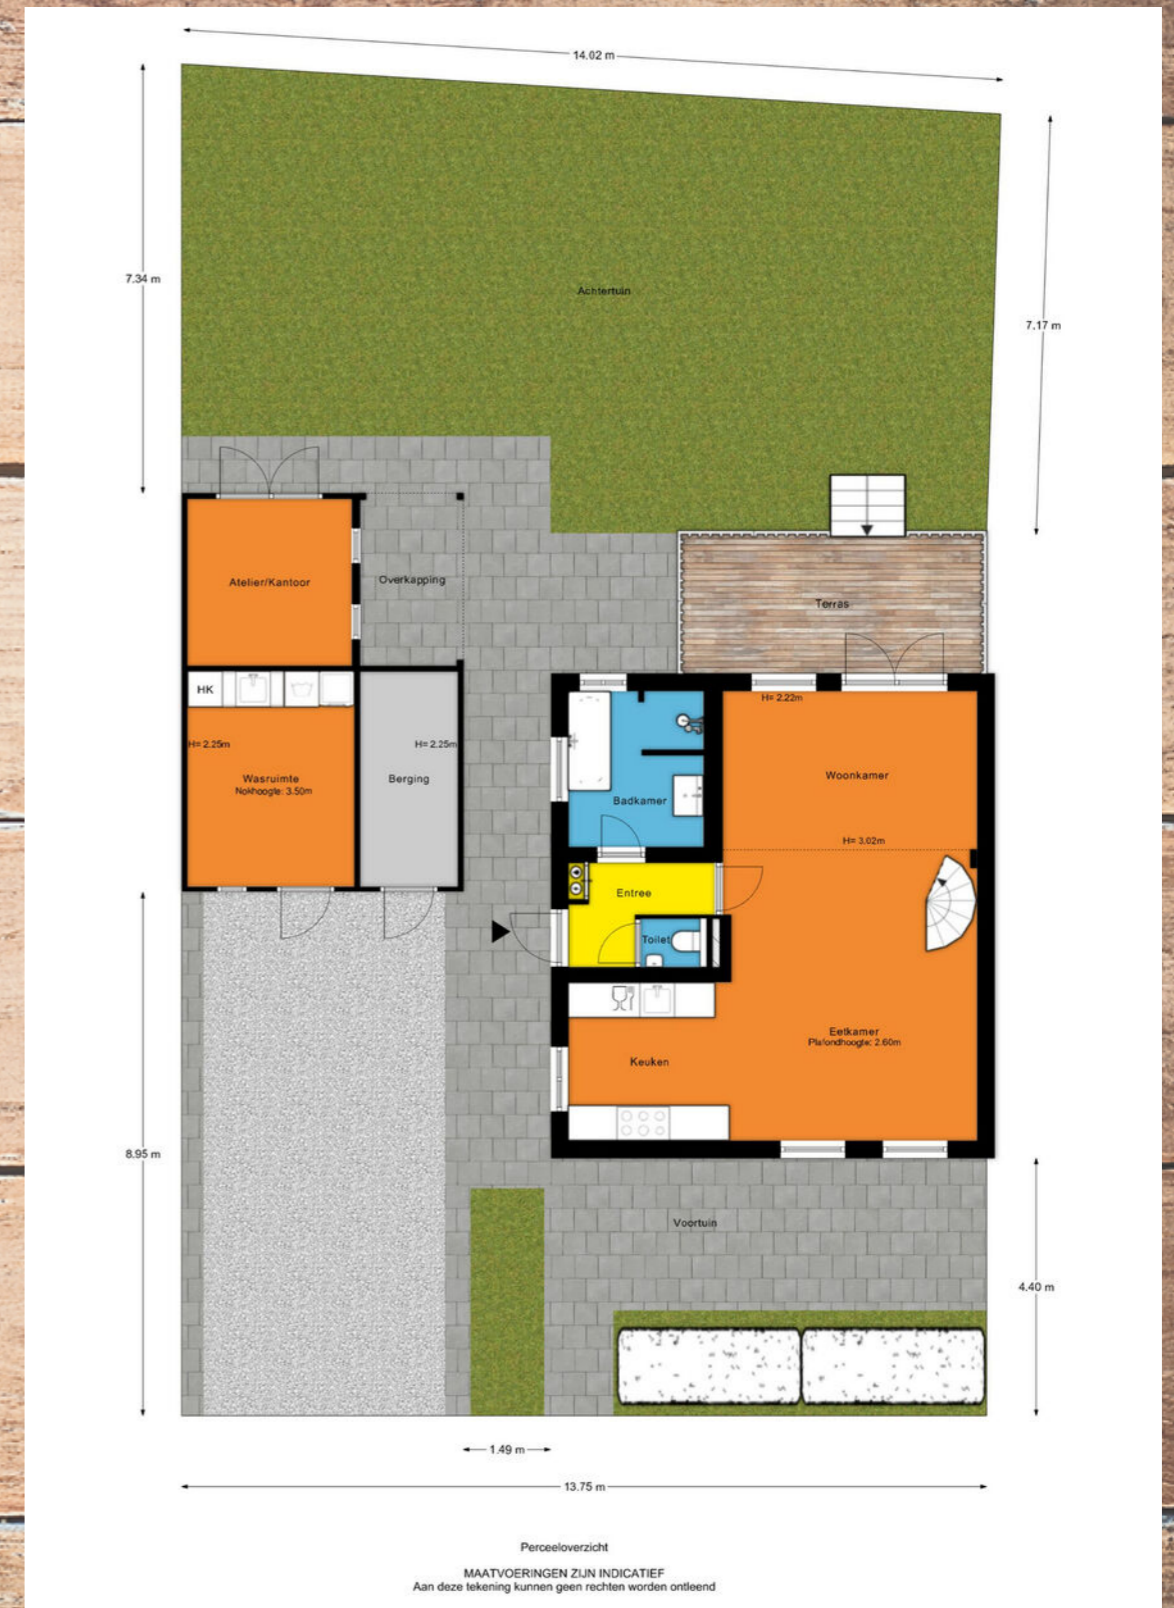 14.02 m
7.34 m
Achtertuin
7.17 m
Atelier/Kantoor
Overkapping
Terras
HK
H= 2.22m
H= 2.25m
H= 2.25m
Wasruimte
Nokhoogte: 3.50m
Berging
Woonkamer
Badkamer
H= 3.02m
Entree
Toilet
Eetkamer
Plafondhoogte: 2.60m
Keuken
8.95 m
Voortuin
4.40 m
1.49 m
13.75 m
Perceeloverzicht
MAATVOERINGEN ZIJN INDICATIEF
Aan deze tekening kunnen geen rechten worden ontleend